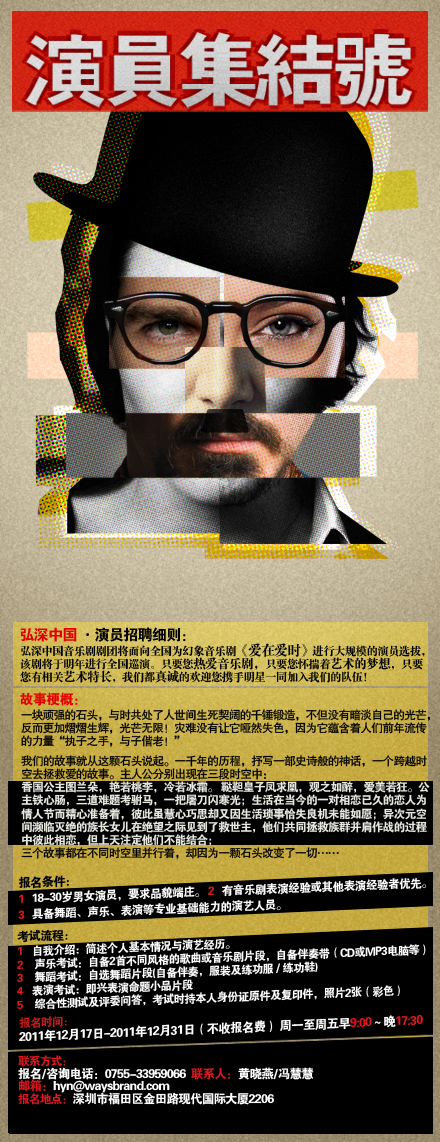 演員集結號
弘深中国 · 演员招聘细则：
弘深中国音乐剧剧团将面向全国为幻象音乐剧《爱在爱时》进行大规模的演员选拔，
该剧将于明年进行全国巡演。只要您热爱音乐剧，只要您怀揣着艺术的梦想，只要
您有相关艺术特长，我们都真诚的欢迎您携手明星一同加入我们的队伍！
故事梗概：
一块顽强的石头，与时共处了人世间生死契阔的千锤锻造，不但没有暗淡自己的光芒，
反而更加熠熠生辉，光芒无限！灾难没有让它哑然失色，因为它蕴含着人们前年流传
的力量“执子之手，与子偕老！”
我们的故事就从这颗石头说起。一千年的历程，抒写一部史诗般的神话，一个跨越时
空去拯救爱的故事。主人公分别出现在三段时空中：
香国公主图兰朵，艳若桃李，冷若冰霜。鞑靼皇子凤求凰，观之如醉，爱美若狂。公
主铁心肠，三道难题考驸马，一把屠刀闪寒光；生活在当今的一对相恋已久的恋人为
情人节而精心准备着，彼此虽慧心巧思却又因生活琐事恰失良机未能如愿；异次元空
间濒临灭绝的族长女儿在绝望之际见到了救世主，他们共同拯救族群并肩作战的过程
中彼此相恋，但上天注定他们不能结合；
三个故事都在不同时空里并行着，却因为一颗石头改变了一切……
报名条件：
1 18–30岁男女演员，要求品貌端庄。 2 有音乐剧表演经验或其他表演经验者优先。
3 具备舞蹈、声乐、表演等专业基础能力的演艺人员。
考试流程：
1 自我介绍：简述个人基本情况与演艺经历。
2 声乐考试：自备2首不同风格的歌曲或音乐剧片段，自备伴奏带（CD或MP3电脑等）
3 舞蹈考试：自选舞蹈片段(自备伴奏，服装及练功服 / 练功鞋)
4 表演考试：即兴表演命题小品片段
5 综合性测试及评委问答，考试时持本人身份证原件及复印件，照片2张（彩色）
报名时间：
2011年12月17日–2011年12月31日（不收报名费） 周一至周五早9:00 ~ 晚17:30
联系方式：
报名/咨询电话：0755–33959066 联系人：黄晓燕/冯慧慧
邮箱：hyn@waysbrand.com
报名地点：深圳市福田区金田路现代国际大厦2206